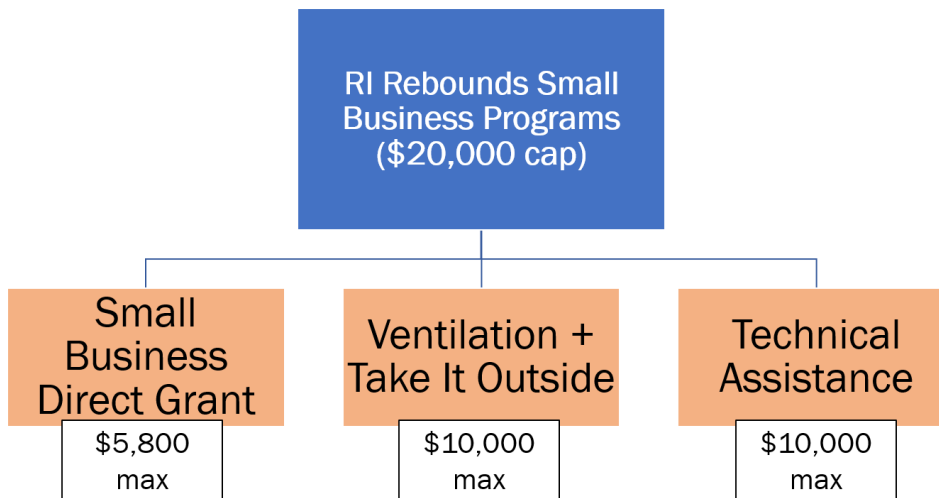 RI Rebounds Small
Business Programs
($20,000 cap)
Small
Business
Direct Grant
$5,800
max
Ventilation +
Take It Outside
$10,000
max
Technical
Assistance
$10,000
max